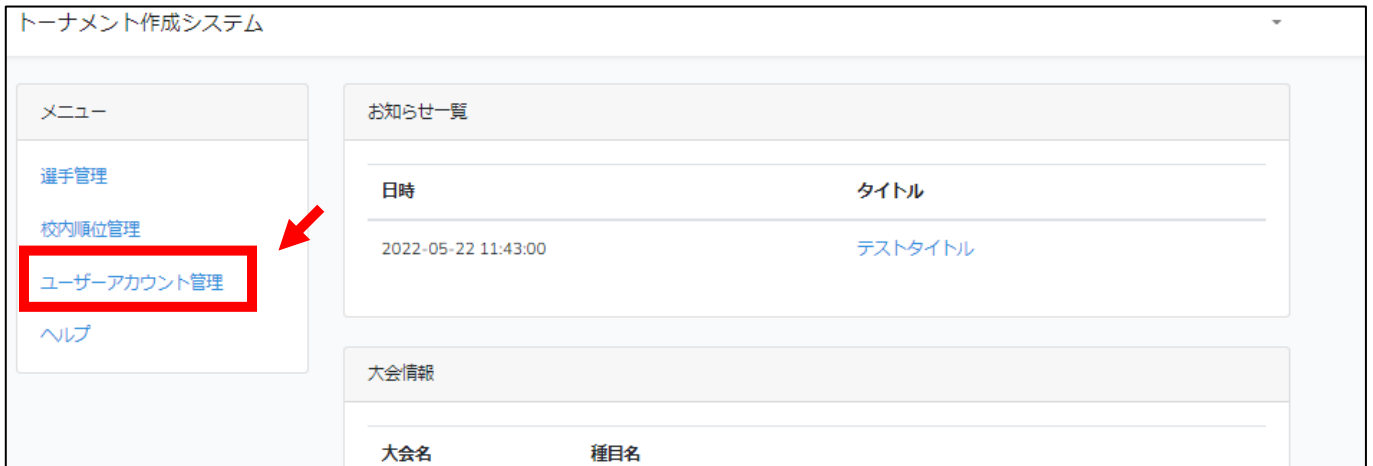 トーナメント作成システム
メニュー
選手管理
校内順位管理
ユーザーアカウント管理
ヘルプ
お知らせ一覧
日時 タイトル
2022-05-22 11:43:00 テストタイトル
大会情報
大会名 種目名